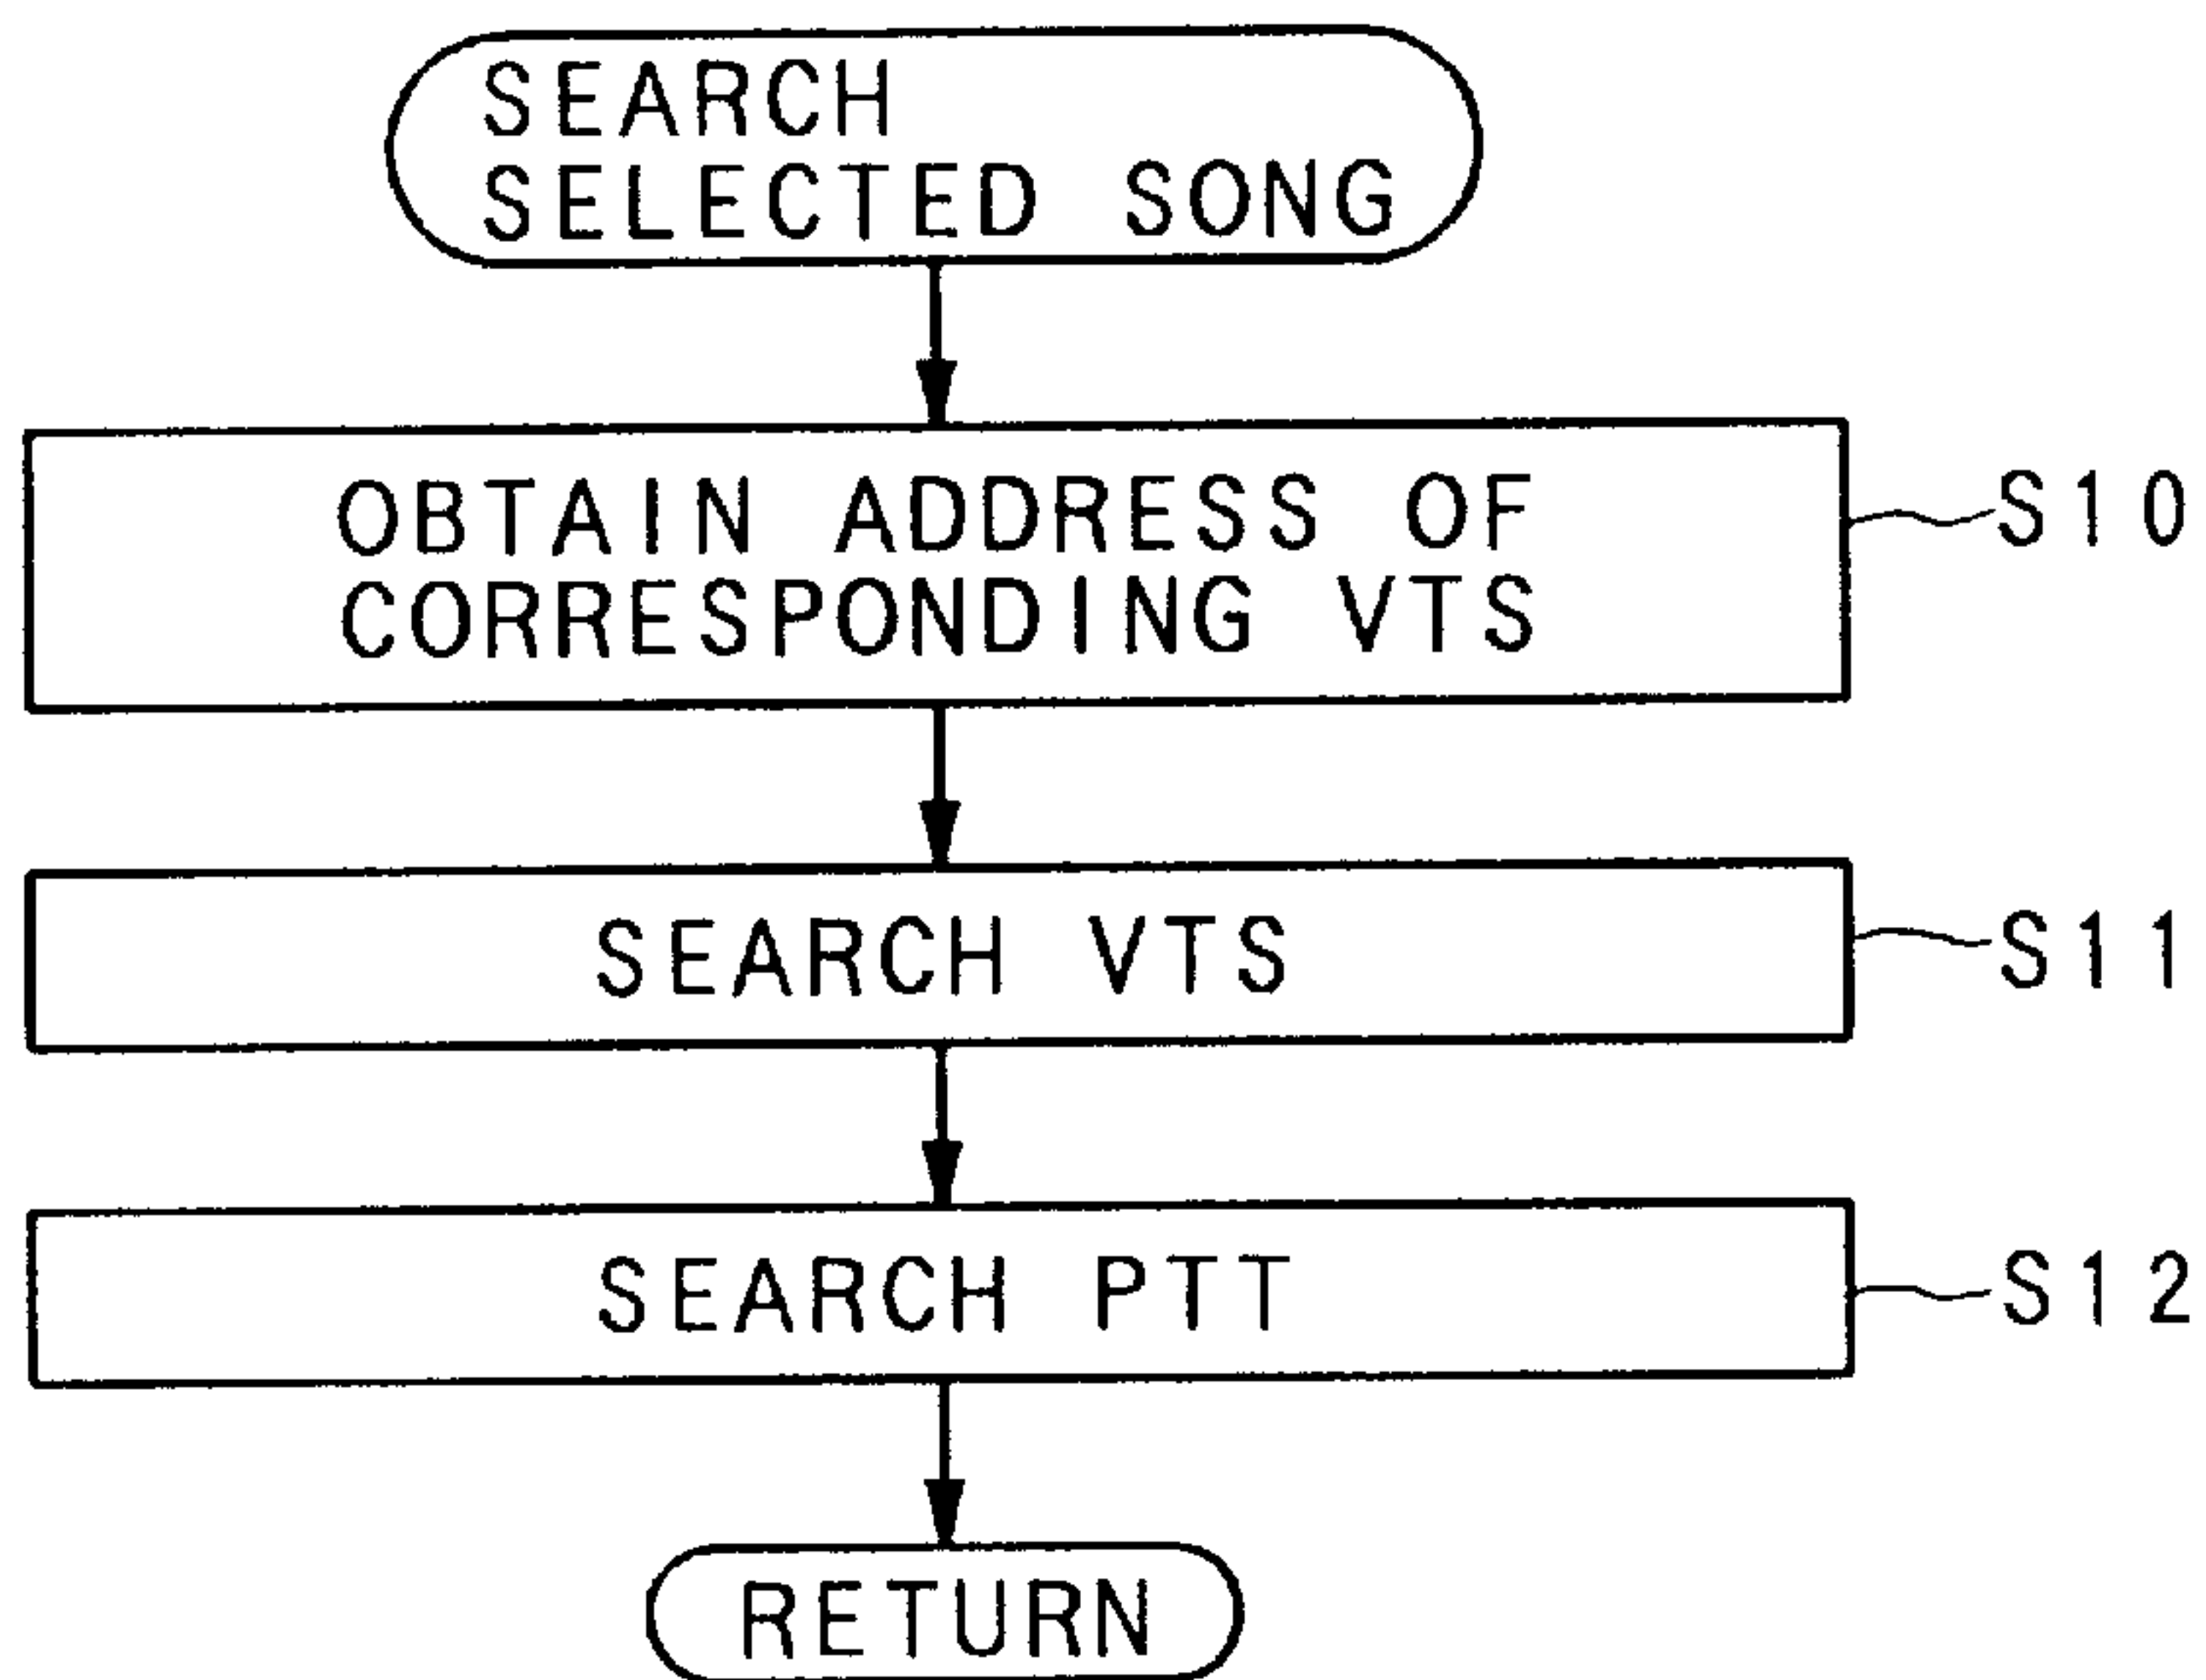 SEARCH
SELECTED SONG
OBTAIN ADDRESS OF
CORRESPONDING VTS
S10
SEARCH VTS
S11
SEARCH PTT
S12
RETURN